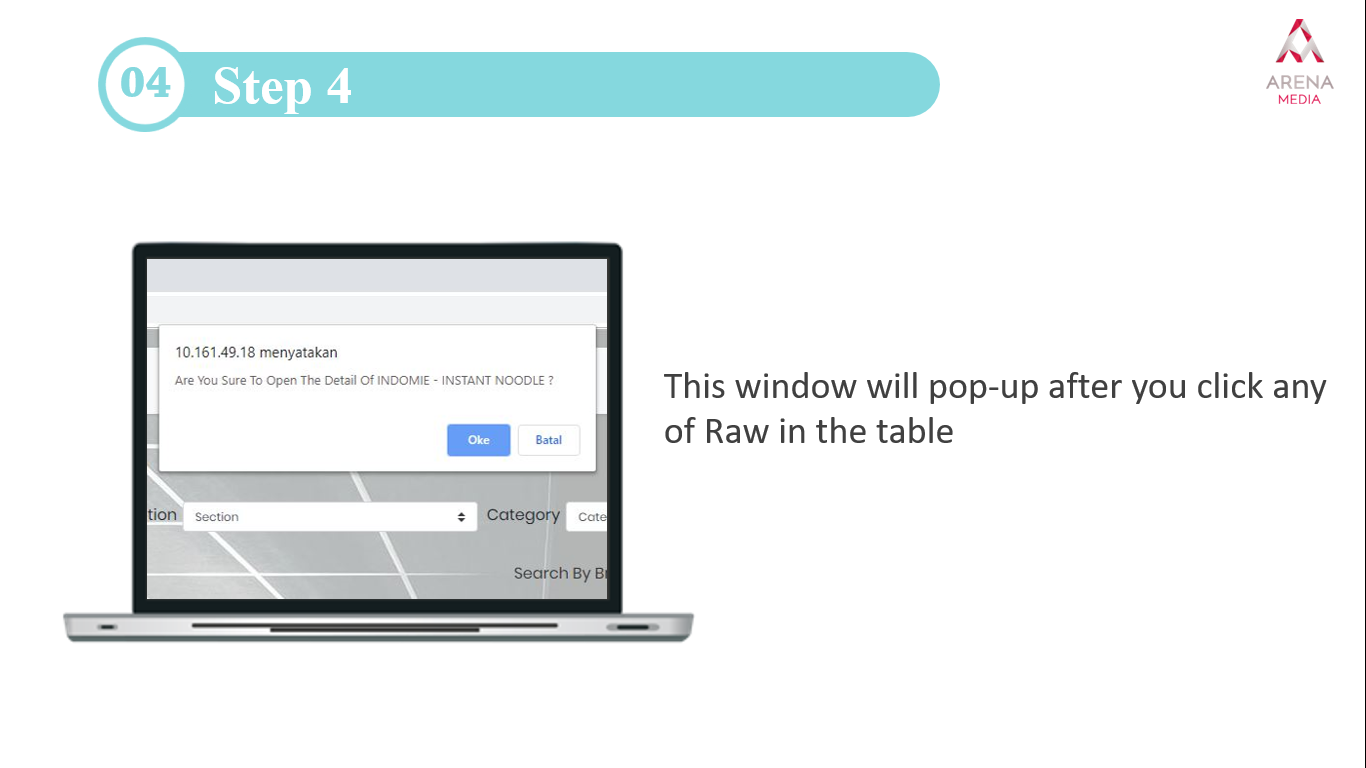 04 Step 4
ARENA
MEDIA
10.161.49.18 menyatakan
Are You Sure To Open The Detail Of INDOMIE - INSTANT NOODLE ?
Oke Batal
This window will pop-up after you click any
of Raw in the table
tion Section Category Cate
Search By Br